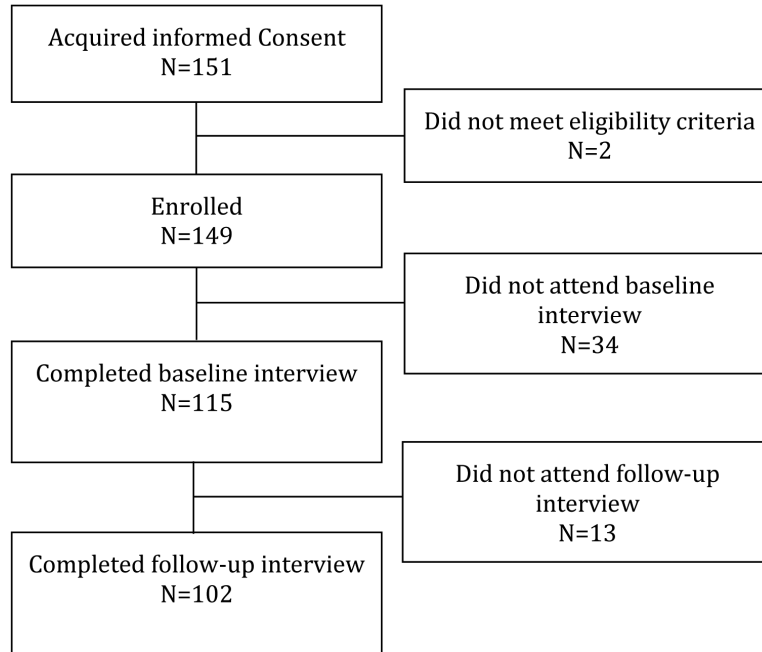 Acquired informed Consent
N=151
Did not meet eligibility criteria
N=2
Enrolled
N=149
Did not attend baseline
interview
N=34
Completed baseline interview
N=115
Did not attend follow-up
interview
N=13
Completed follow-up interview
N=102